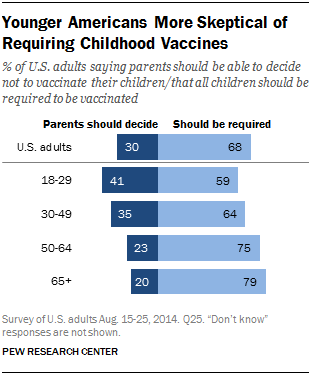 Younger Americans More Skeptical of
Requiring Childhood Vaccines
% of U.S. adults saying parents should be able to decide
not to vaccinate their children/that all children should be
required to be vaccinated
Parents should decide Should be required
U.S. adults 30 68
18-29 41 59
30-49 35 64
50-64 23 75
65+ 20 79
Survey of U.S. adults Aug. 15-25, 2014. Q25. “Don’t know”
responses are not shown.
PEW RESEARCH CENTER